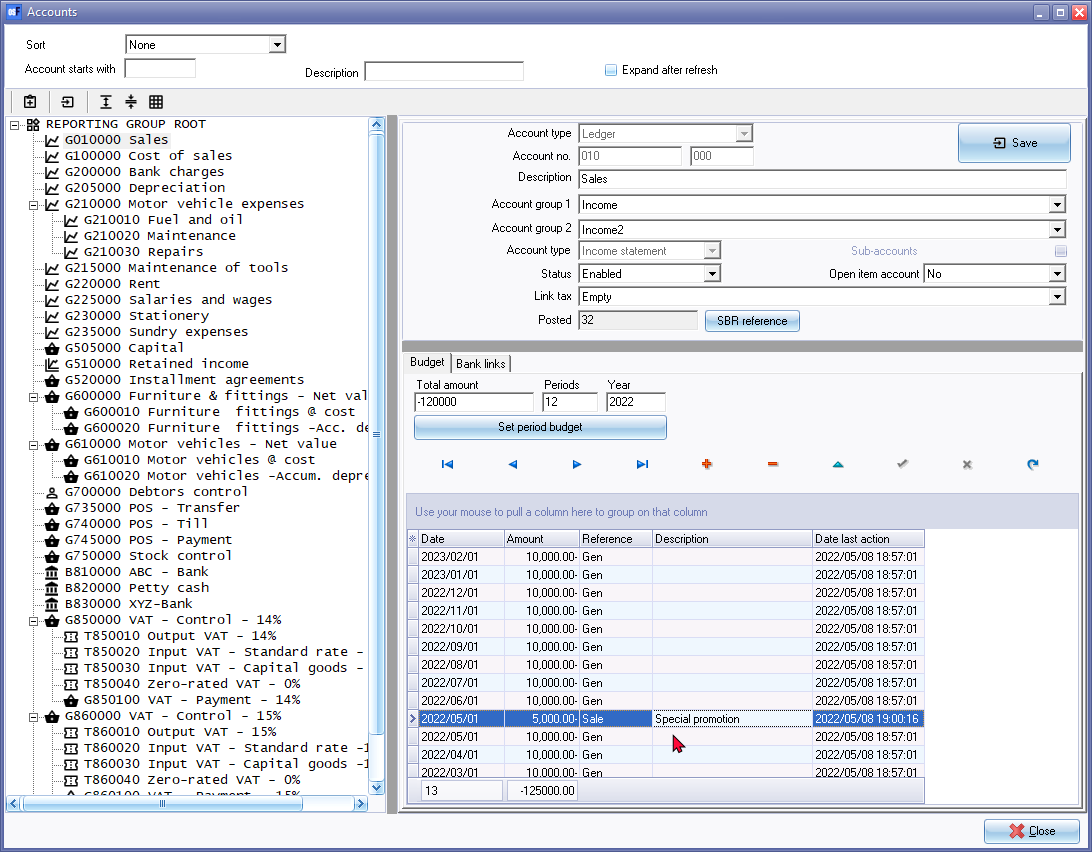 Accounts
Sort
None
Account starts with
Description
Expand after refresh
REPORTING GROUP ROOT
G010000 Sales
G100000 Cost of sales
G200000 Bank charges
G205000 Depreciation
G210000 Motor vehicle expenses
G210010 Fuel and oil
G210020 Maintenance
G210030 Repairs
G215000 Maintenance of tools
G220000 Rent
G225000 Salaries and wages
G230000 Stationery
G235000 Sundry expenses
G505000 Capital
G510000 Retained income
G520000 Installment agreements
G600000 Furniture & fittings - Net val
G600010 Furniture  fittings @ cost
G600020 Furniture  fittings -Acc. de
G610000 Motor vehicles - Net value
G610010 Motor vehicles @ cost
G610020 Motor vehicles -Accum. depre
G700000 Debtors control
G735000 POS - Transfer
G740000 POS - Till
G745000 POS - Payment
G750000 Stock control
B810000 ABC - Bank
B820000 Petty cash
B830000 XYZ-Bank
G850000 VAT - Control - 14%
T850010 Output VAT - 14%
T850020 Input VAT - Standard rate -
T850030 Input VAT - Capital goods -
T850040 Zero-rated VAT - 0%
G850100 VAT - Payment - 14%
G860000 VAT - Control - 15%
T860010 Output VAT - 15%
T860020 Input VAT - Standard rate -1
T860030 Input VAT - Capital goods -1
T860040 Zero-rated VAT - 0%
G860100 VAT - Payment - 15%
Account type
Ledger
Save
Account no.
010
000
Description
Sales
Account group 1
Income
Account group 2
Income2
Account type
Income statement
Sub-accounts
Status
Enabled
Open item account
No
Link tax
Empty
Posted
32
SBR reference
Budget
Bank links
Total amount
Periods
Year
-120000
12
2022
Set period budget
Use your mouse to pull a column here to group on that column
Date Amount Reference Description Date last action
2023/02/01 10,000.00- Gen 2022/05/08 18:57:01
2023/01/01 10,000.00- Gen 2022/05/08 18:57:01
2022/12/01 10,000.00- Gen 2022/05/08 18:57:01
2022/11/01 10,000.00- Gen 2022/05/08 18:57:01
2022/10/01 10,000.00- Gen 2022/05/08 18:57:01
2022/09/01 10,000.00- Gen 2022/05/08 18:57:01
2022/08/01 10,000.00- Gen 2022/05/08 18:57:01
2022/07/01 10,000.00- Gen 2022/05/08 18:57:01
2022/06/01 10,000.00- Gen 2022/05/08 18:57:01
2022/05/01 5,000.00- Sale Special promotion 2022/05/08 19:00:16
2022/05/01 10,000.00- Gen 2022/05/08 18:57:01
2022/04/01 10,000.00- Gen 2022/05/08 18:57:01
2022/03/01 10,000.00- Gen 2022/05/08 18:57:01
13 -125000.00
Close